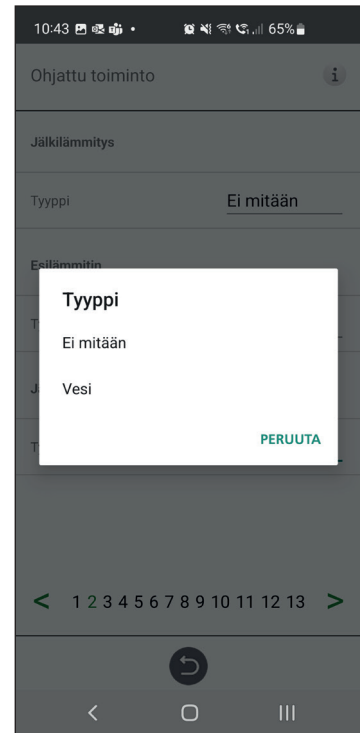 10:43 65%
Ohjattu toiminto i
Jälkilämmitys
Tyyppi Ei mitään
Esilämmitin
Tyyppi
Ei mitään
Vesi
PERUUTA
< 1 2 3 4 5 6 7 8 9 10 11 12 13 >